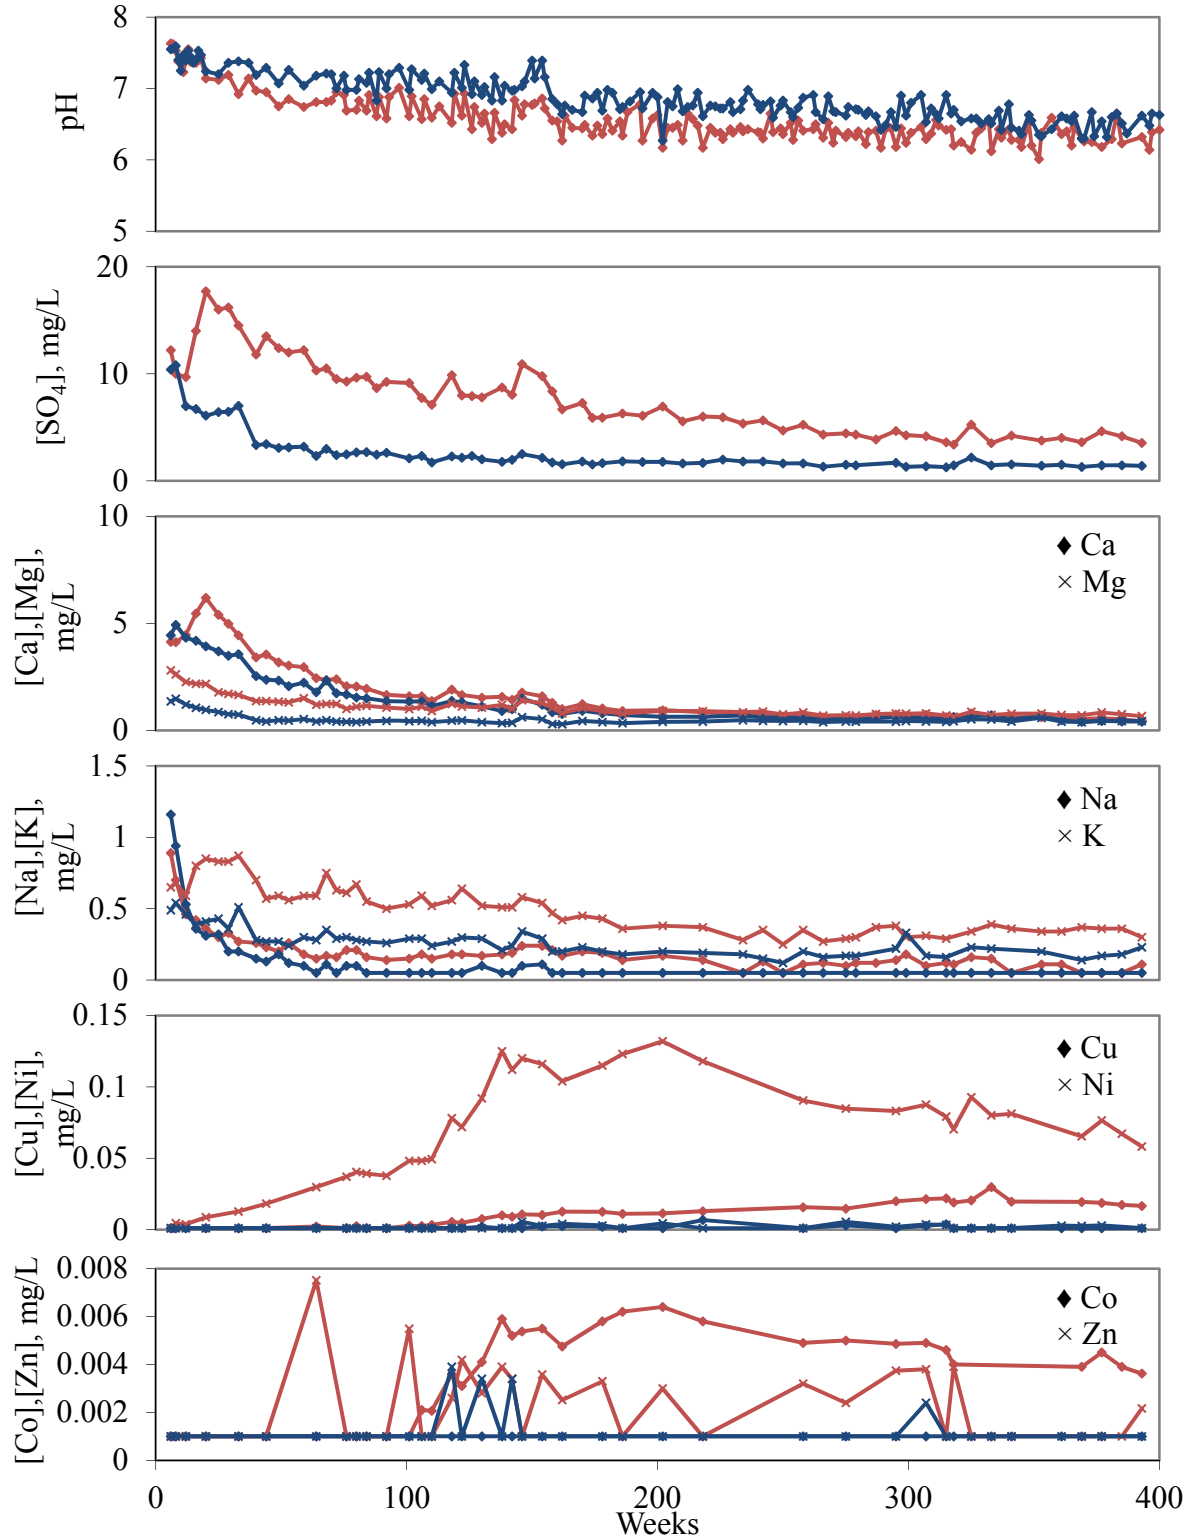 8
7
6
5
pH
20
10
0
[SO4], mg/L
10
5
0
[Ca],[Mg],
mg/L
Ca
Mg
1.5
1
0.5
0
[Na],[K],
mg/L
Na
K
0.15
0.1
0.05
0
[Cu],[Ni],
mg/L
Cu
Ni
0.008
0.006
0.004
0.002
0
[Co],[Zn], mg/L
Co
Zn
0 100 200 300 400
Weeks